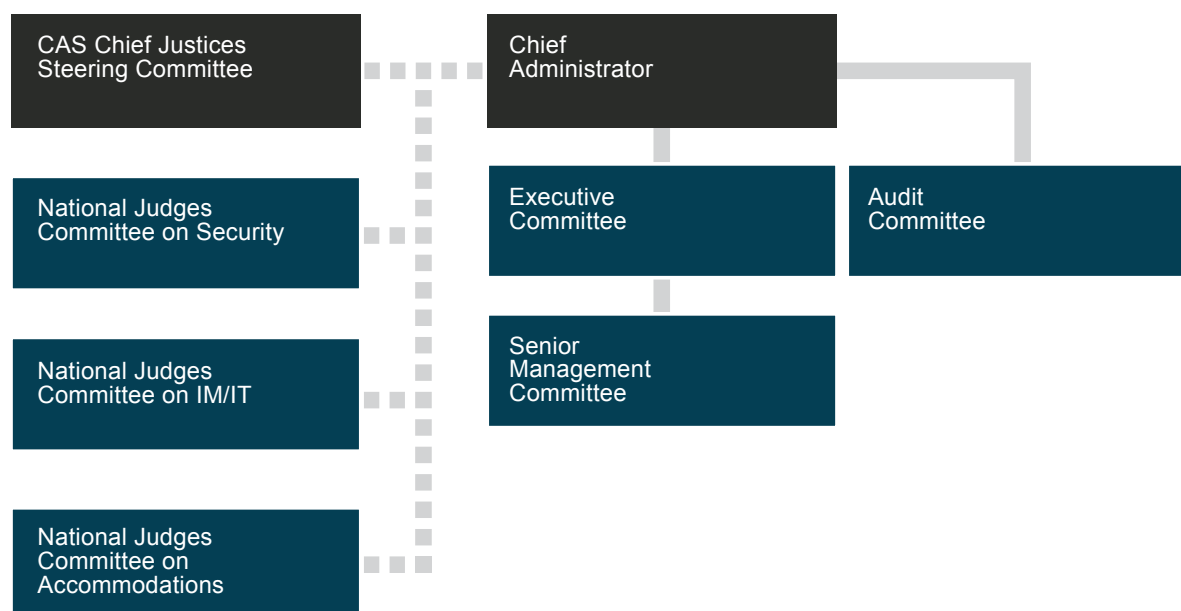 CAS Chief Justices
Steering Committee
Chief
Administrator
National Judges
Committee on Security
Executive
Committee
Audit
Committee
National Judges
Committee on IM/IT
Senior
Management
Committee
National Judges
Committee on
Accommodations